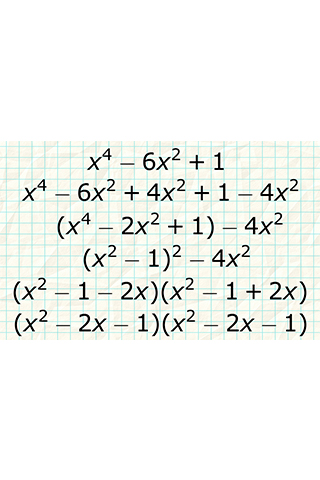 x⁴ – 6x² + 1
x⁴ – 6x² + 4x² + 1 – 4x²
(x⁴ – 2x² + 1) – 4x²
(x² – 1)² – 4x²
(x² – 1 – 2x)(x² – 1 + 2x)
(x² – 2x – 1)(x² – 2x – 1)